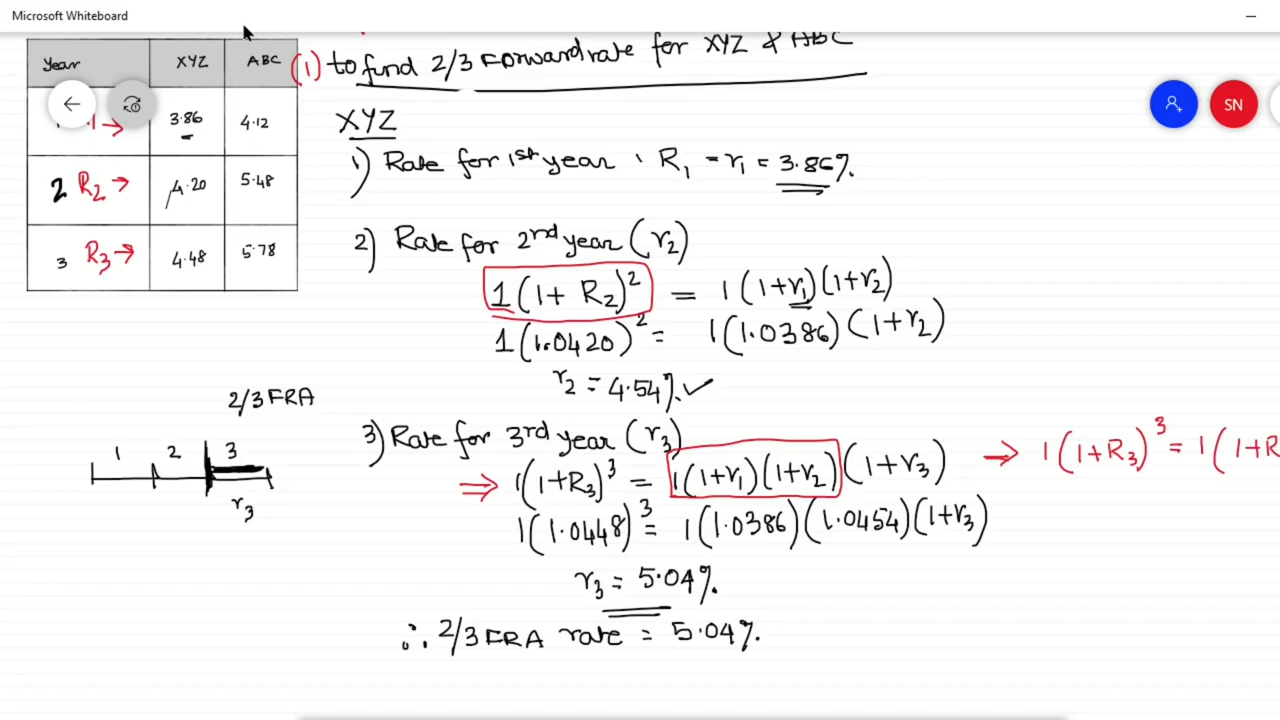 Microsoft Whiteboard
Year XYZ ABC
3.86 4.12
2 R2 → 4.20 5.48
3 R3 → 4.48 5.78
(1) to find 2/3 Forward rate for XYZ & ABC
XYZ
1) Rate for 1st year, R1 = r1 = 3.86%.
2) Rate for 2nd year (r2)
1(1+ R2)² = 1(1+r1)(1+r2)
1(1.0420)² = 1(1.0386)(1+r2)
r2 = 4.54%. ✓
3) Rate for 3rd year (r3)
⇒ 1(1+R3)³ = 1(1+r1)(1+r2)(1+r3) → 1(1+R3)³ = 1(1+R
1(1.0448)³ = 1(1.0386)(1.0454)(1+r3)
r3 = 5.04%.
∴ 2/3 FRA rate = 5.04%.
2/3 FRA
1 2 3
r3
SN